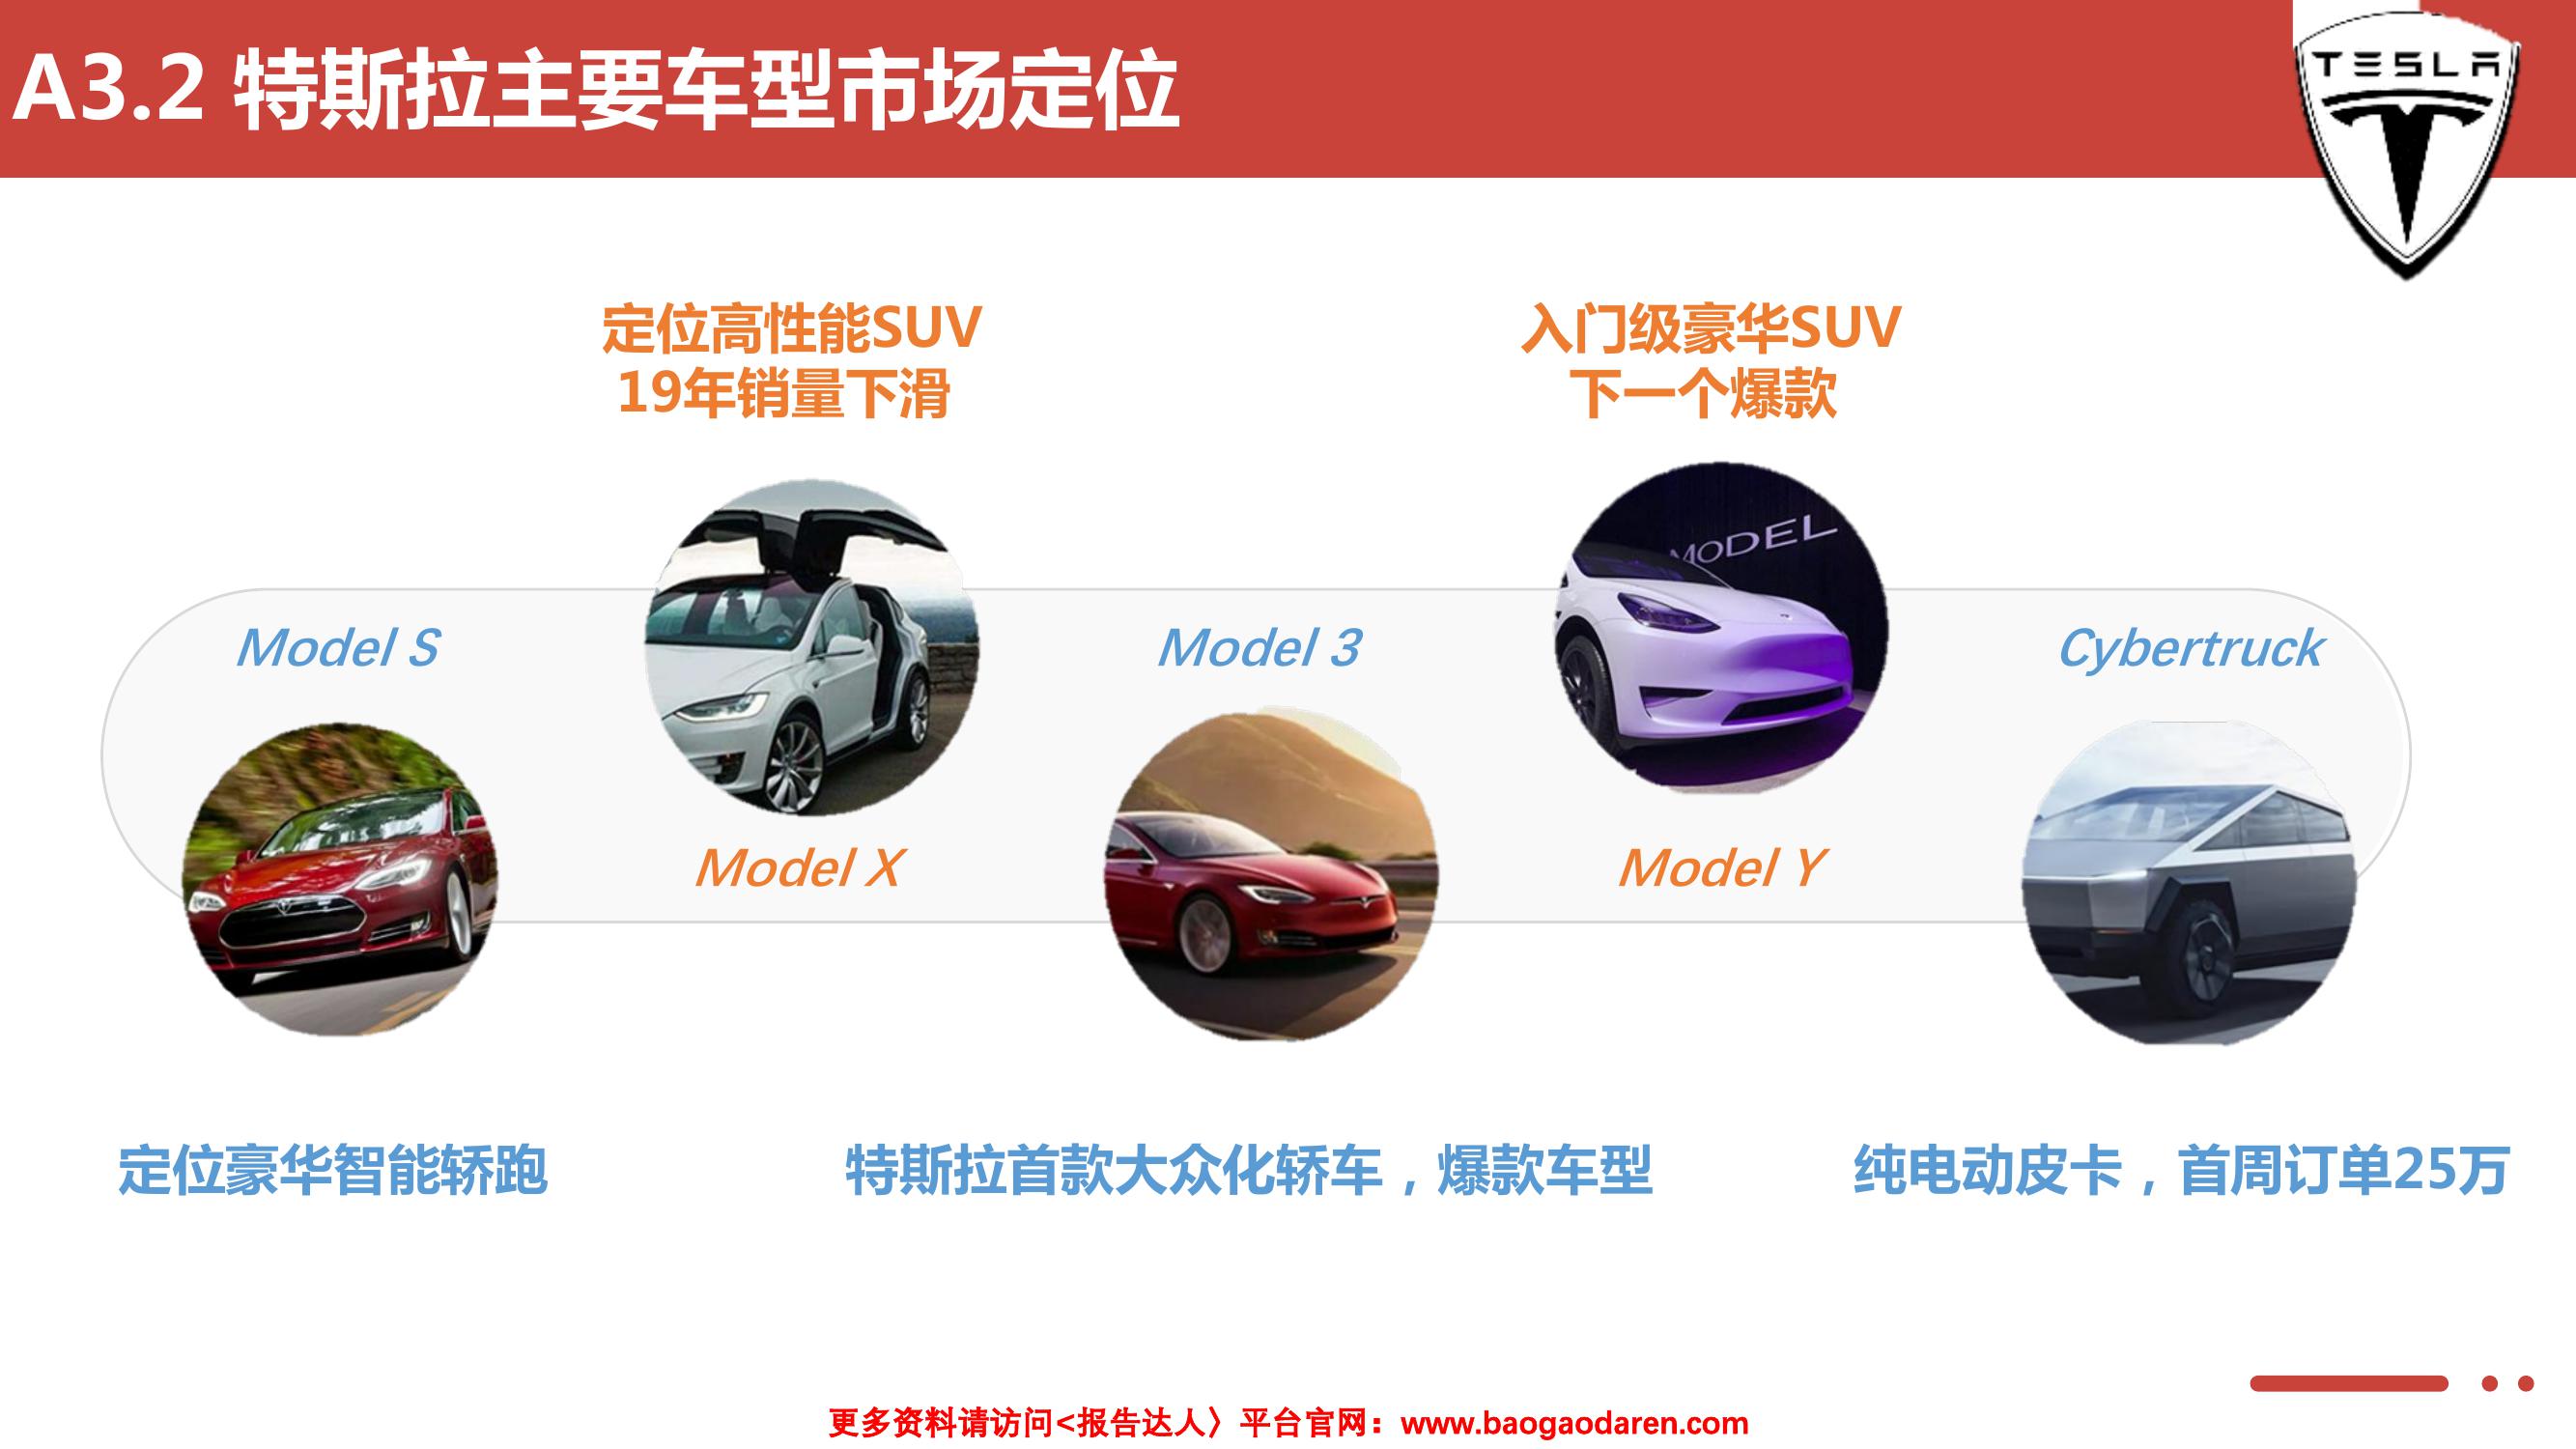 A3.2 特斯拉主要车型市场定位
TESLA
定位高性能SUV
19年销量下滑
入门级豪华SUV
下一个爆款
MODEL
Model S
Model 3
Cybertruck
Model X
Model Y
定位豪华智能轿跑
特斯拉首款大众化轿车，爆款车型
纯电动皮卡，首周订单25万
更多资料请访问<报告达人〉平台官网：www.baogaodaren.com